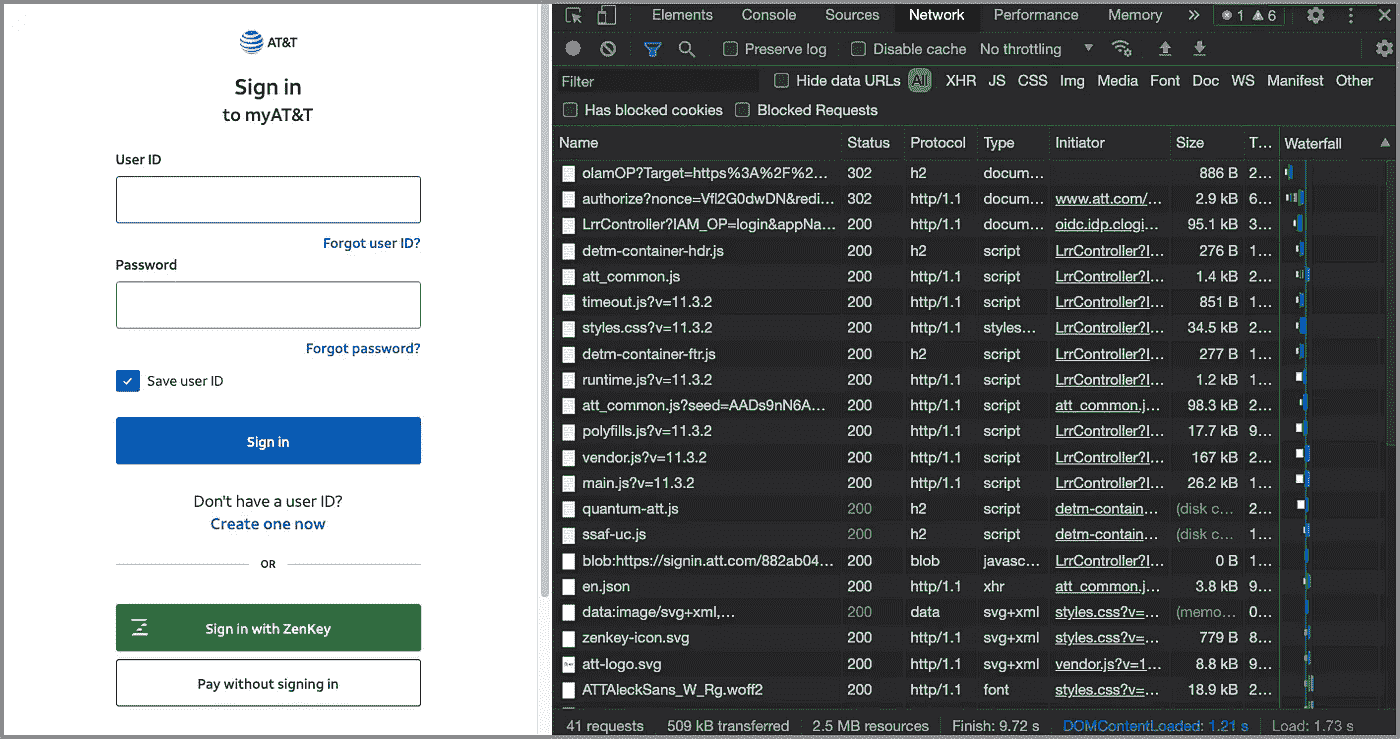 AT&T
Sign in
to myAT&T
User ID
Forgot user ID?
Password
Forgot password?
Save user ID
Sign in
Don't have a user ID?
Create one now
OR
Sign in with ZenKey
Pay without signing in
Elements Console Sources Network Performance Memory » 1 6
Preserve log Disable cache No throttling
Filter Hide data URLs All XHR JS CSS Img Media Font Doc WS Manifest Other
Has blocked cookies Blocked Requests
Name Status Protocol Type Initiator Size T... Waterfall
olamOP?Target=https%3A%2F%2... 302 h2 docum... 886 B 2...
authorize?nonce=Vfl2G0dwDN&redi... 302 http/1.1 docum... www.att.com/... 2.9 kB 6...
LrrController?IAM_OP=login&appNa... 200 http/1.1 docum... oidc.idp.clogi... 95.1 kB 3...
detm-container-hdr.js 200 h2 script LrrController?I... 276 B 1...
att_common.js 200 http/1.1 script LrrController?I... 1.4 kB 2...
timeout.js?v=11.3.2 200 http/1.1 script LrrController?I... 851 B 1...
styles.css?v=11.3.2 200 http/1.1 styles... LrrController?I... 34.5 kB 2...
detm-container-ftr.js 200 h2 script LrrController?I... 277 B 1...
runtime.js?v=11.3.2 200 http/1.1 script LrrController?I... 1.2 kB 1...
att_common.js?seed=AADs9nN6A... 200 http/1.1 script att_common.j... 98.3 kB 2...
polyfills.js?v=11.3.2 200 http/1.1 script LrrController?I... 17.7 kB 9...
vendor.js?v=11.3.2 200 http/1.1 script LrrController?I... 167 kB 2...
main.js?v=11.3.2 200 http/1.1 script LrrController?I... 26.2 kB 1...
quantum-att.js 200 h2 script detm-contain... (disk c... 2...
ssaf-uc.js 200 h2 script detm-contain... (disk c... 1...
blob:https://signin.att.com/882ab04... 200 blob javasc... LrrController?I... 0 B 1...
en.json 200 http/1.1 xhr att_common.j... 3.8 kB 9...
data:image/svg+xml,... 200 data svg+xml styles.css?v=... (memo... 0...
zenkey-icon.svg 200 http/1.1 svg+xml styles.css?v=... 779 B 8...
att-logo.svg 200 http/1.1 svg+xml vendor.js?v=1... 8.8 kB 9...
ATTAleckSans_W_Rg.woff2 200 http/1.1 font styles.css?v=... 18.9 kB 2...
41 requests 509 kB transferred 2.5 MB resources Finish: 9.72 s DOMContentLoaded: 1.21 s Load: 1.73 s